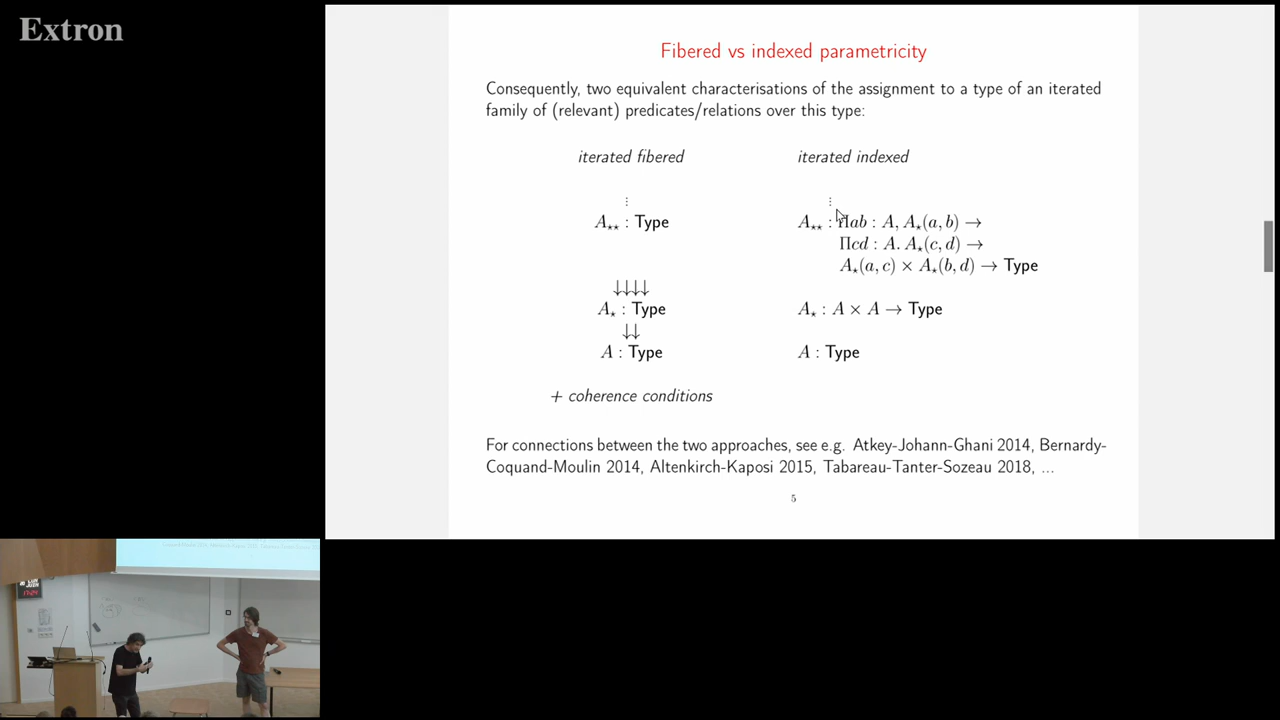 Extron
Fibered vs indexed parametricity
Consequently, two equivalent characterisations of the assignment to a type of an iterated
family of (relevant) predicates/relations over this type:
iterated fibered iterated indexed
⋮ ⋮
A⋆⋆ : Type A⋆⋆ : Πab : A, A⋆(a, b) →
Πcd : A. A⋆(c, d) →
A⋆(a, c) × A⋆(b, d) → Type
↓↓↓↓
A⋆ : Type A⋆ : A × A → Type
↓↓
A : Type A : Type
+ coherence conditions
For connections between the two approaches, see e.g. Atkey-Johann-Ghani 2014, Bernardy-
Coquand-Moulin 2014, Altenkirch-Kaposi 2015, Tabareau-Tanter-Sozeau 2018, ...
5